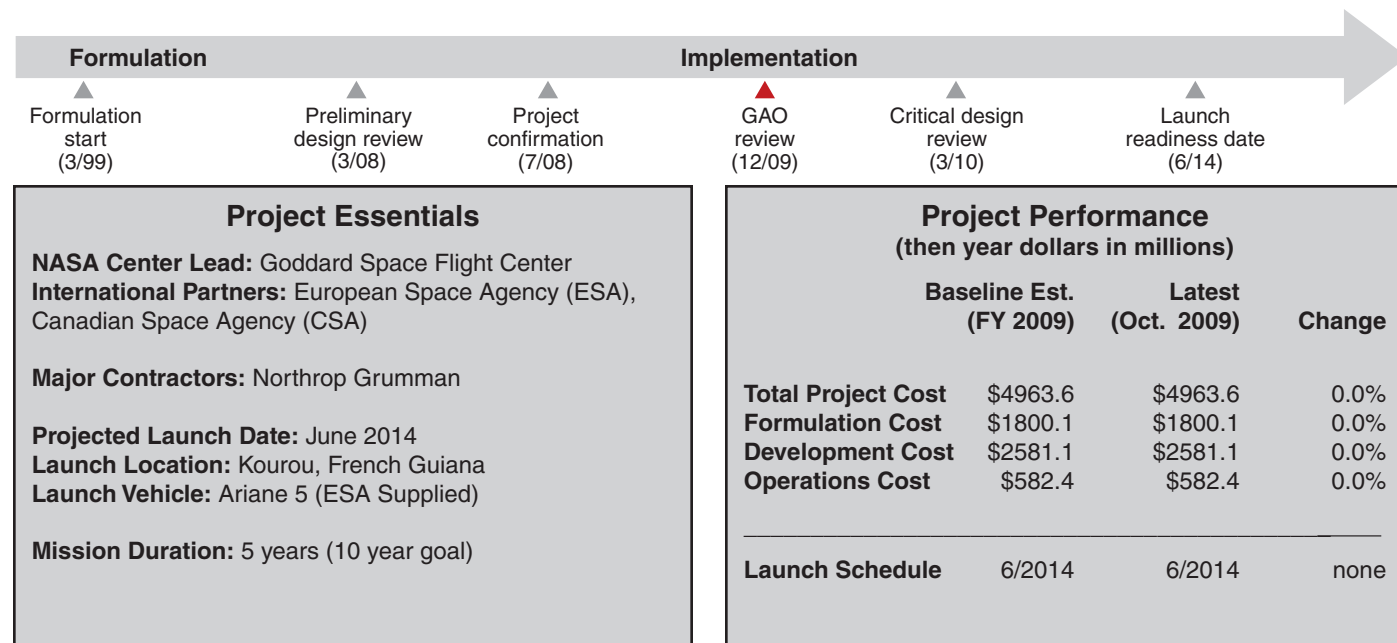 Formulation Implementation
Formulation start (3/99)
Preliminary design review (3/08)
Project confirmation (7/08)
GAO review (12/09)
Critical design review (3/10)
Launch readiness date (6/14)
Project Essentials
NASA Center Lead: Goddard Space Flight Center
International Partners: European Space Agency (ESA),
Canadian Space Agency (CSA)
Major Contractors: Northrop Grumman
Projected Launch Date: June 2014
Launch Location: Kourou, French Guiana
Launch Vehicle: Ariane 5 (ESA Supplied)
Mission Duration: 5 years (10 year goal)
Project Performance
(then year dollars in millions)
Baseline Est. Latest
(FY 2009) (Oct. 2009) Change
Total Project Cost $4963.6 $4963.6 0.0%
Formulation Cost $1800.1 $1800.1 0.0%
Development Cost $2581.1 $2581.1 0.0%
Operations Cost $582.4 $582.4 0.0%
Launch Schedule 6/2014 6/2014 none